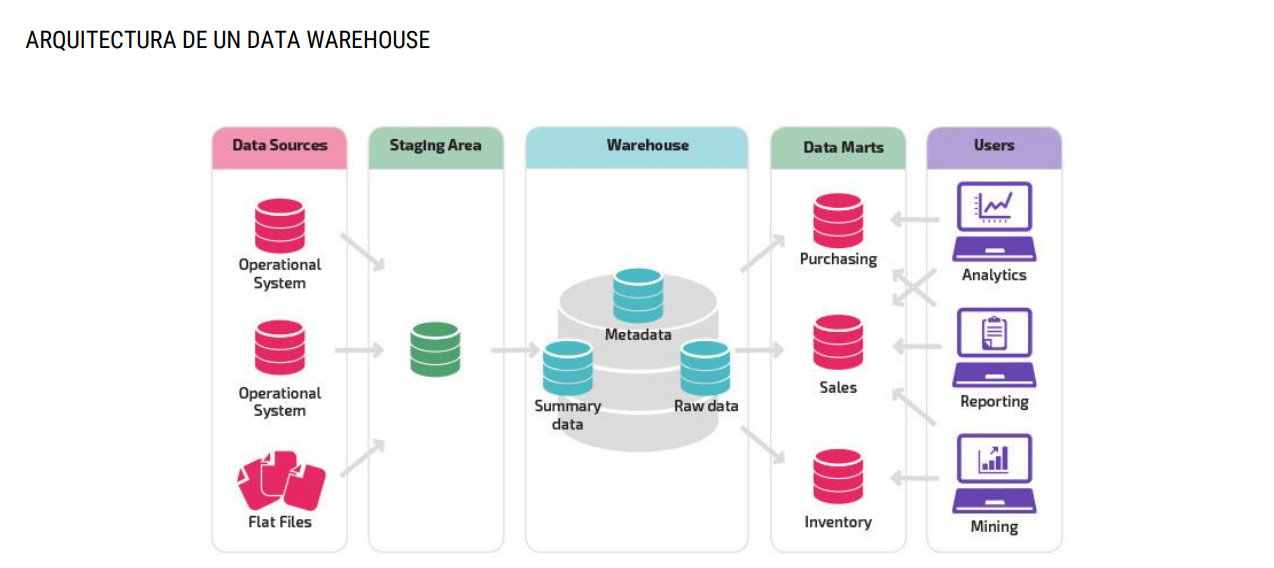 ARQUITECTURA DE UN DATA WAREHOUSE
Data Sources
Staging Area
Warehouse
Data Marts
Users
Operational
System
Operational
System
Flat Files
Metadata
Summary
data
Raw data
Purchasing
Sales
Inventory
Analytics
Reporting
Mining